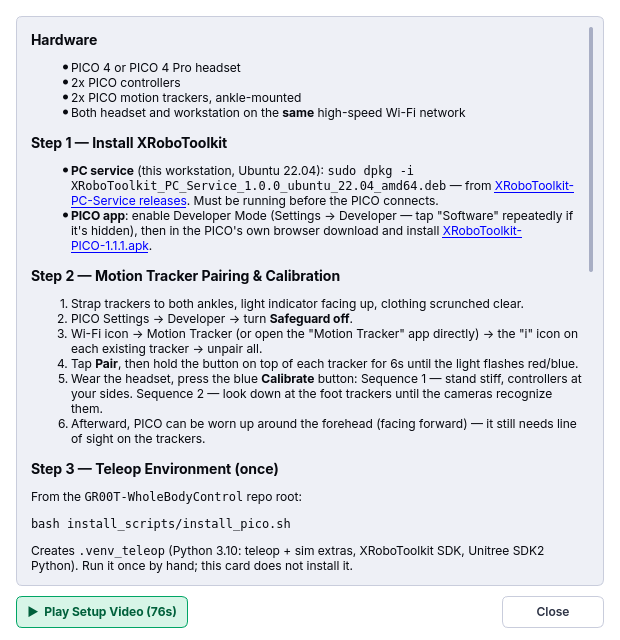 Hardware
• PICO 4 or PICO 4 Pro headset
• 2x PICO controllers
• 2x PICO motion trackers, ankle-mounted
• Both headset and workstation on the same high-speed Wi-Fi network
Step 1 — Install XRoboToolkit
• PC service (this workstation, Ubuntu 22.04): sudo dpkg -i
XRoboToolkit_PC_Service_1.0.0_ubuntu_22.04_amd64.deb — from XRoboToolkit-
PC-Service releases. Must be running before the PICO connects.
• PICO app: enable Developer Mode (Settings → Developer — tap "Software" repeatedly if
it's hidden), then in the PICO's own browser download and install XRoboToolkit-
PICO-1.1.1.apk.
Step 2 — Motion Tracker Pairing & Calibration
1. Strap trackers to both ankles, light indicator facing up, clothing scrunched clear.
2. PICO Settings → Developer → turn Safeguard off.
3. Wi-Fi icon → Motion Tracker (or open the "Motion Tracker" app directly) → the "i" icon on
each existing tracker → unpair all.
4. Tap Pair, then hold the button on top of each tracker for 6s until the light flashes red/blue.
5. Wear the headset, press the blue Calibrate button: Sequence 1 — stand stiff, controllers at
your sides. Sequence 2 — look down at the foot trackers until the cameras recognize
them.
6. Afterward, PICO can be worn up around the forehead (facing forward) — it still needs line
of sight on the trackers.
Step 3 — Teleop Environment (once)
From the GR00T-WholeBodyControl repo root:
bash install_scripts/install_pico.sh
Creates .venv_teleop (Python 3.10: teleop + sim extras, XRoboToolkit SDK, Unitree SDK2
Python). Run it once by hand; this card does not install it.
▶ Play Setup Video (76s)
Close